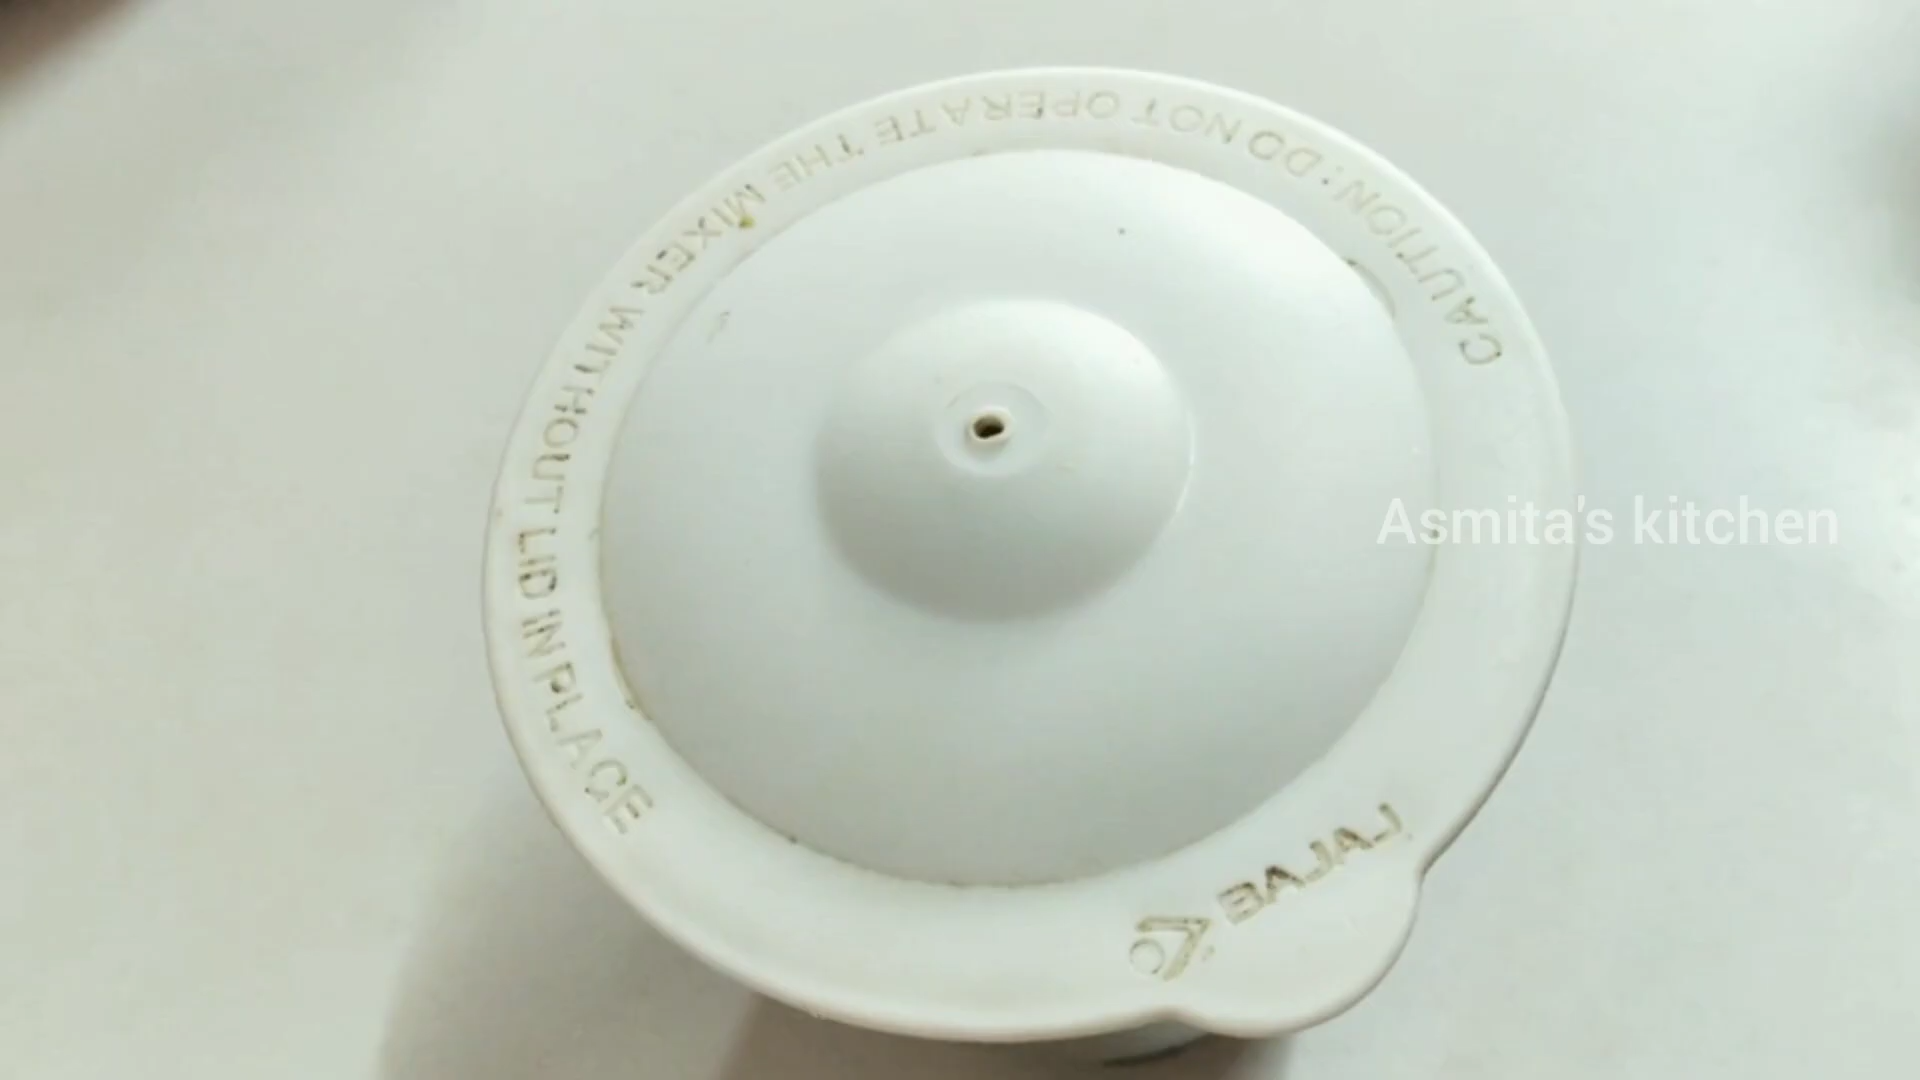 CAUTION: DO NOT OPERATE THE MIXER WITHOUT LID IN PLACE
BAJAJ
Asmita's kitchen